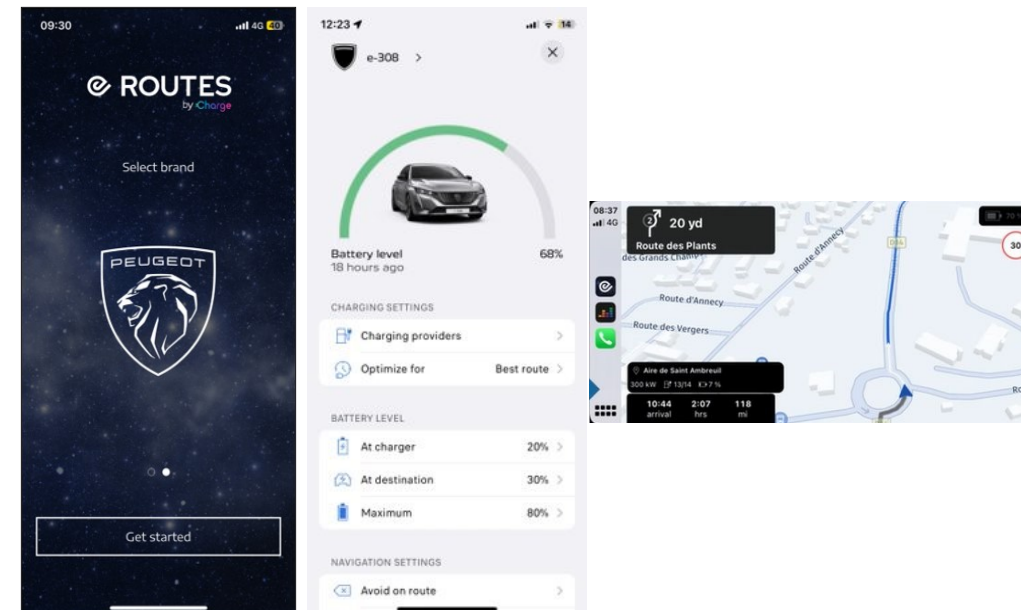 09:30
4G 40
ROUTES
by Charge
Select brand
PEUGEOT
Get started
12:23
14
e-308
Battery level
68%
18 hours ago
CHARGING SETTINGS
Charging providers
Optimize for
Best route
BATTERY LEVEL
At charger
20%
At destination
30%
Maximum
80%
NAVIGATION SETTINGS
Avoid on route
08:37
4G
2
20 yd
Route des Plants
des Grands Champs
Route d'Annecy
Route d'Annecy
Route des Vergers
70 %
30
Aire de Saint Ambreuil
300 kW 13/14 7 %
10:44 2:07 118
arrival hrs mi